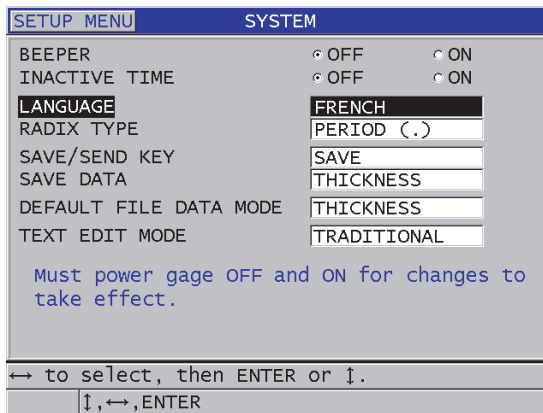 SETUP MENU SYSTEM
BEEPER OFF ON
INACTIVE TIME OFF ON
LANGUAGE FRENCH
RADIX TYPE PERIOD (.)
SAVE/SEND KEY SAVE
SAVE DATA THICKNESS
DEFAULT FILE DATA MODE THICKNESS
TEXT EDIT MODE TRADITIONAL
Must power gage OFF and ON for changes to
take effect.
↔ to select, then ENTER or ↕.
↕,↔,ENTER